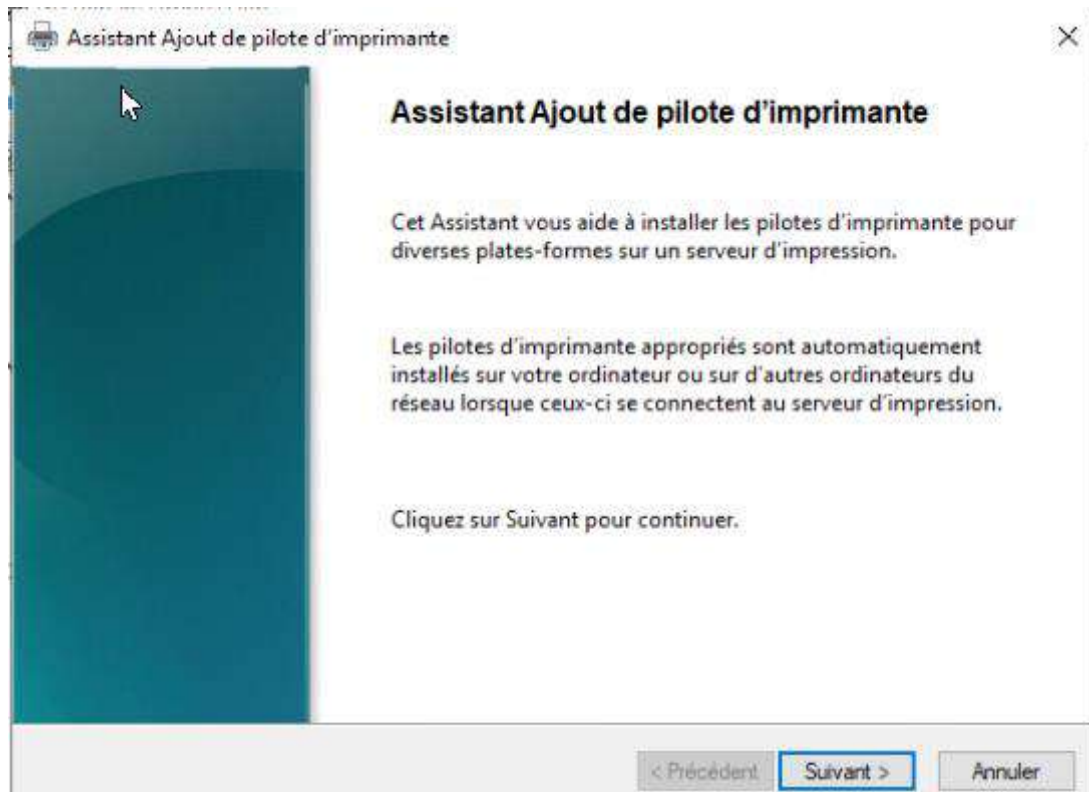 Assistant Ajout de pilote d'imprimante
Assistant Ajout de pilote d'imprimante
Cet Assistant vous aide à installer les pilotes d'imprimante pour
diverses plates-formes sur un serveur d'impression.
Les pilotes d'imprimante appropriés sont automatiquement
installés sur votre ordinateur ou sur d'autres ordinateurs du
réseau lorsque ceux-ci se connectent au serveur d'impression.
Cliquez sur Suivant pour continuer.
< Précédent Suivant > Annuler